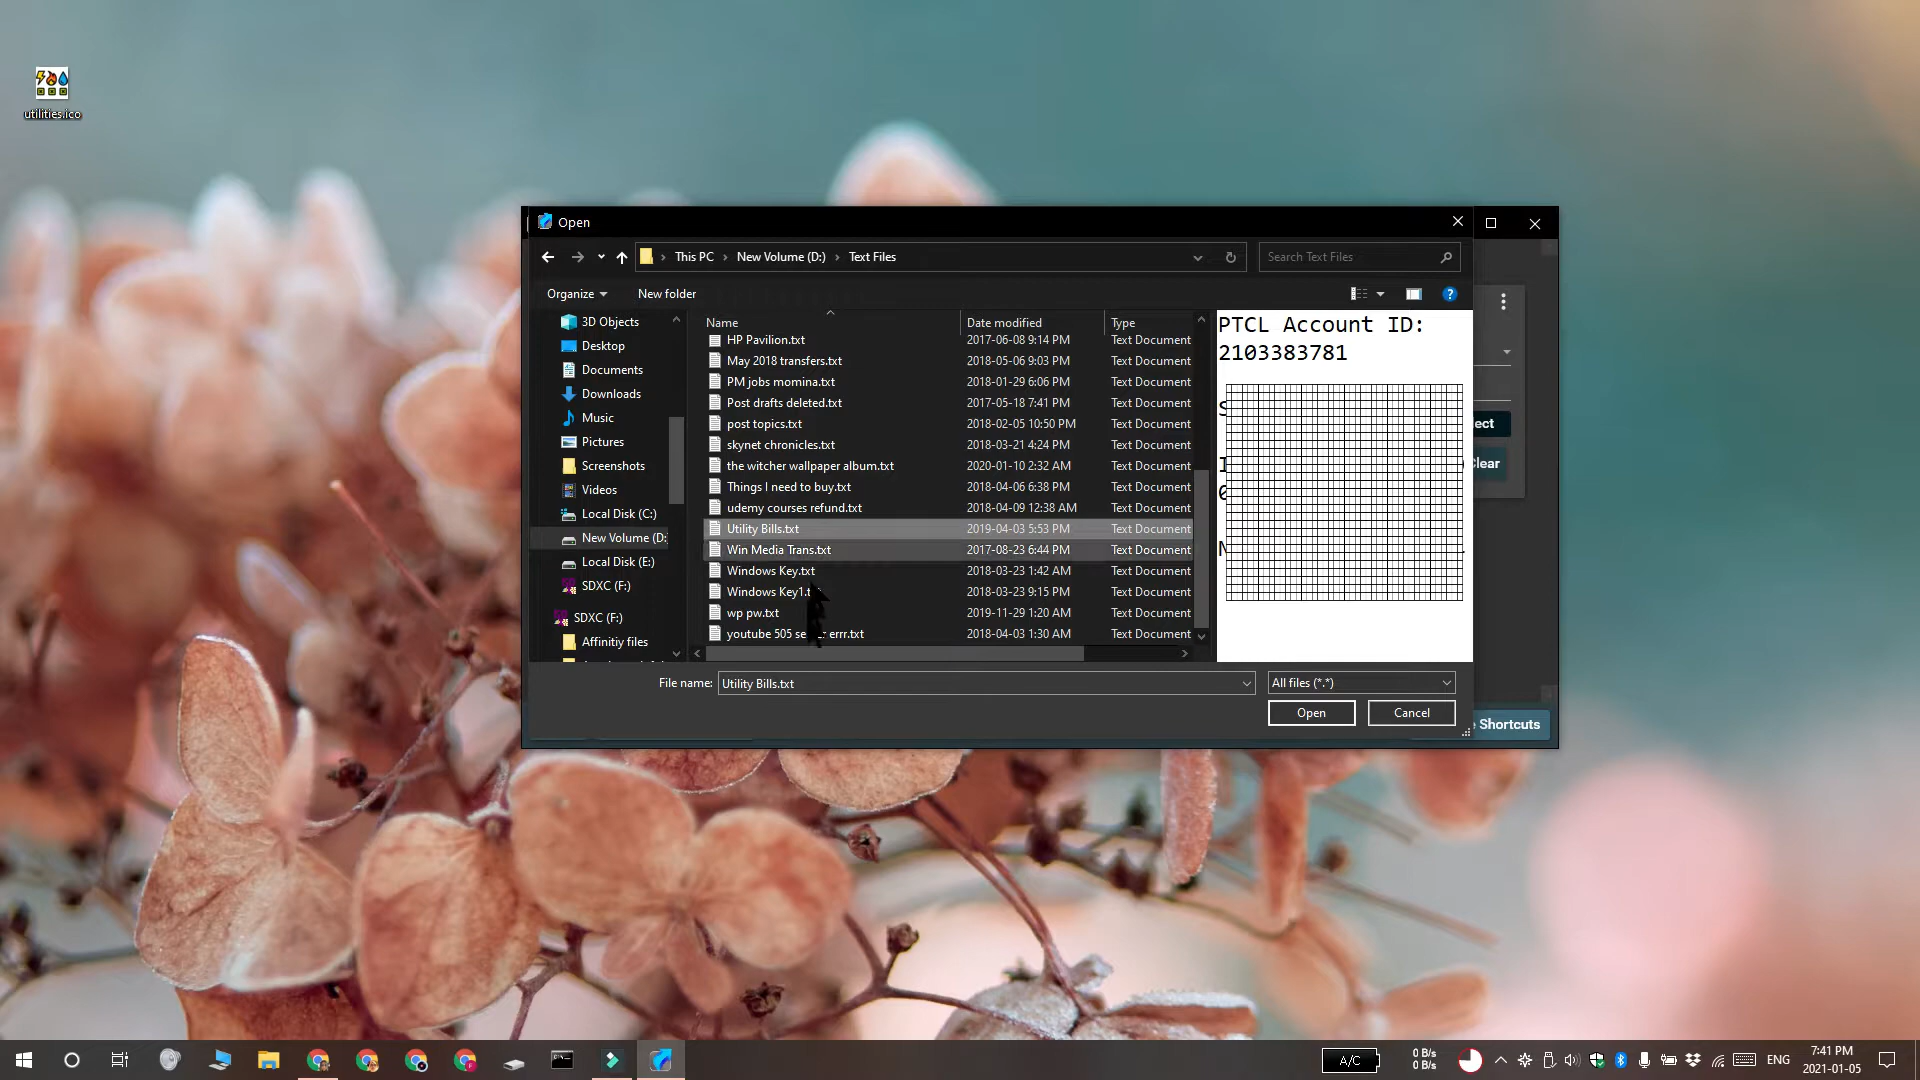 utilities.ico
Open
This PC
New Volume (D:)
Text Files
Search Text Files
Organize
New folder
?
3D Objects
Desktop
Documents
Downloads
Music
Pictures
Screenshots
Videos
Local Disk (C:)
New Volume (D:
Local Disk (E:)
SDXC (F:)
SDXC (F:)
Affinitiy files
Name Date modified Type
HP Pavilion.txt 2017-06-08 9:14 PM Text Document
May 2018 transfers.txt 2018-05-06 9:03 PM Text Document
PM jobs momina.txt 2018-01-29 6:06 PM Text Document
Post drafts deleted.txt 2017-05-18 7:41 PM Text Document
post topics.txt 2018-02-05 10:50 PM Text Document
skynet chronicles.txt 2018-03-21 4:24 PM Text Document
the witcher wallpaper album.txt 2020-01-10 2:32 AM Text Document
Things I need to buy.txt 2018-04-06 6:38 PM Text Document
udemy courses refund.txt 2018-04-09 12:38 AM Text Document
Utility Bills.txt 2019-04-03 5:53 PM Text Document
Win Media Trans.txt 2017-08-23 6:44 PM Text Document
Windows Key.txt 2018-03-23 1:42 AM Text Document
Windows Key1.txt 2018-03-23 9:15 PM Text Document
wp pw.txt 2019-11-29 1:20 AM Text Document
youtube 505 se errr.txt 2018-04-03 1:30 AM Text Document
PTCL Account ID:
2103383781
ect
Clear
File name: Utility Bills.txt All files (*.*)
Open Cancel
Shortcuts
A/C
0 B/s
0 B/s
ENG
7:41 PM
2021-01-05